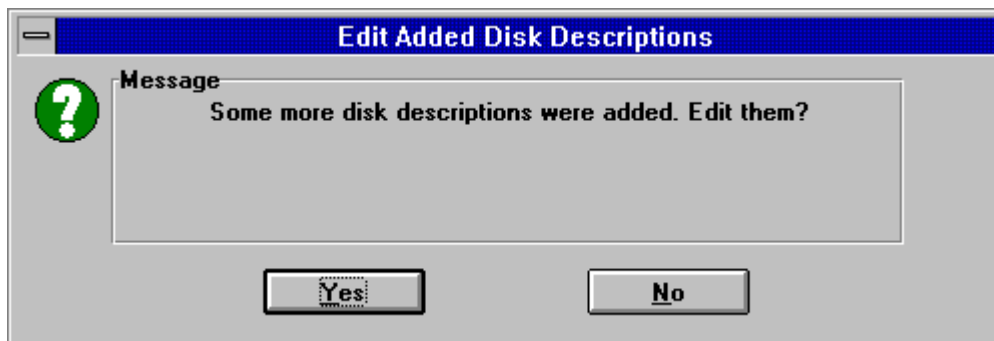 Edit Added Disk Descriptions
Message
Some more disk descriptions were added. Edit them?
Yes
No